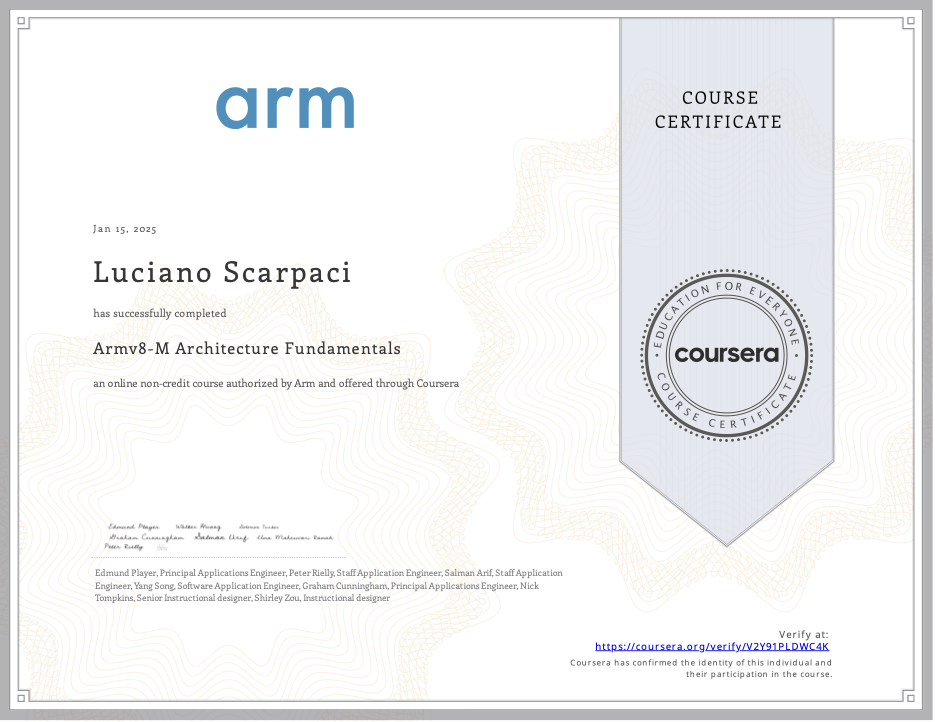 arm
COURSE
CERTIFICATE
Jan 15, 2025
Luciano Scarpaci
has successfully completed
Armv8-M Architecture Fundamentals
an online non-credit course authorized by Arm and offered through Coursera
EDUCATION FOR EVERYONE
coursera
COURSE CERTIFICATE
Edmund Player Walker Huang
Graham Cunningham Salman Arif
Peter Rielly
Edmund Player, Principal Applications Engineer, Peter Rielly, Staff Application Engineer, Salman Arif, Staff Application
Engineer, Yang Song, Software Application Engineer, Graham Cunningham, Principal Applications Engineer, Nick
Tompkins, Senior Instructional designer, Shirley Zou, Instructional designer
Verify at:
https://coursera.org/verify/V2Y91PLDWC4K
Coursera has confirmed the identity of this individual and
their participation in the course.